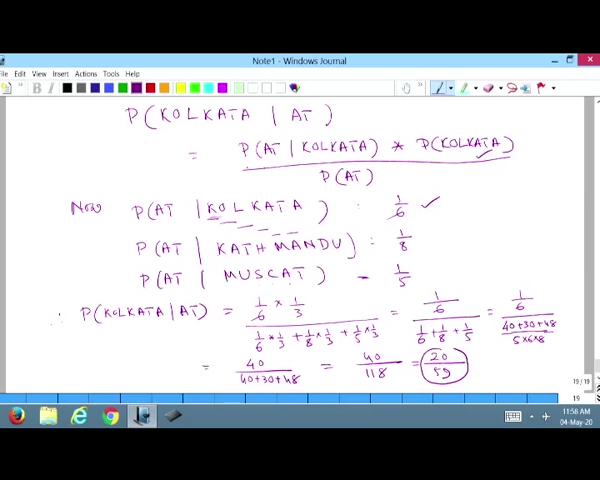 Note1 - Windows Journal
File Edit View Insert Actions Tools Help
P(KOLKATA | AT)
= P(AT | KOLKATA) * P(KOLKATA)
P(AT)
Now P(AT | KOLKATA) : 1/6 ✓
P(AT | KATHMANDU) : 1/8
P(AT | MUSCAT) - 1/5
∴ P(KOLKATA | AT) = (1/6 × 1/3) / (1/6 × 1/3 + 1/8 × 1/3 + 1/5 × 1/3) = (1/6) / (1/6 + 1/8 + 1/5) = (1/6) / ((40+30+48) / (5×6×8))
= 40 / (40+30+48) = 40/118 = 20/59
19 / 19
19
11:58 AM
04-May-20